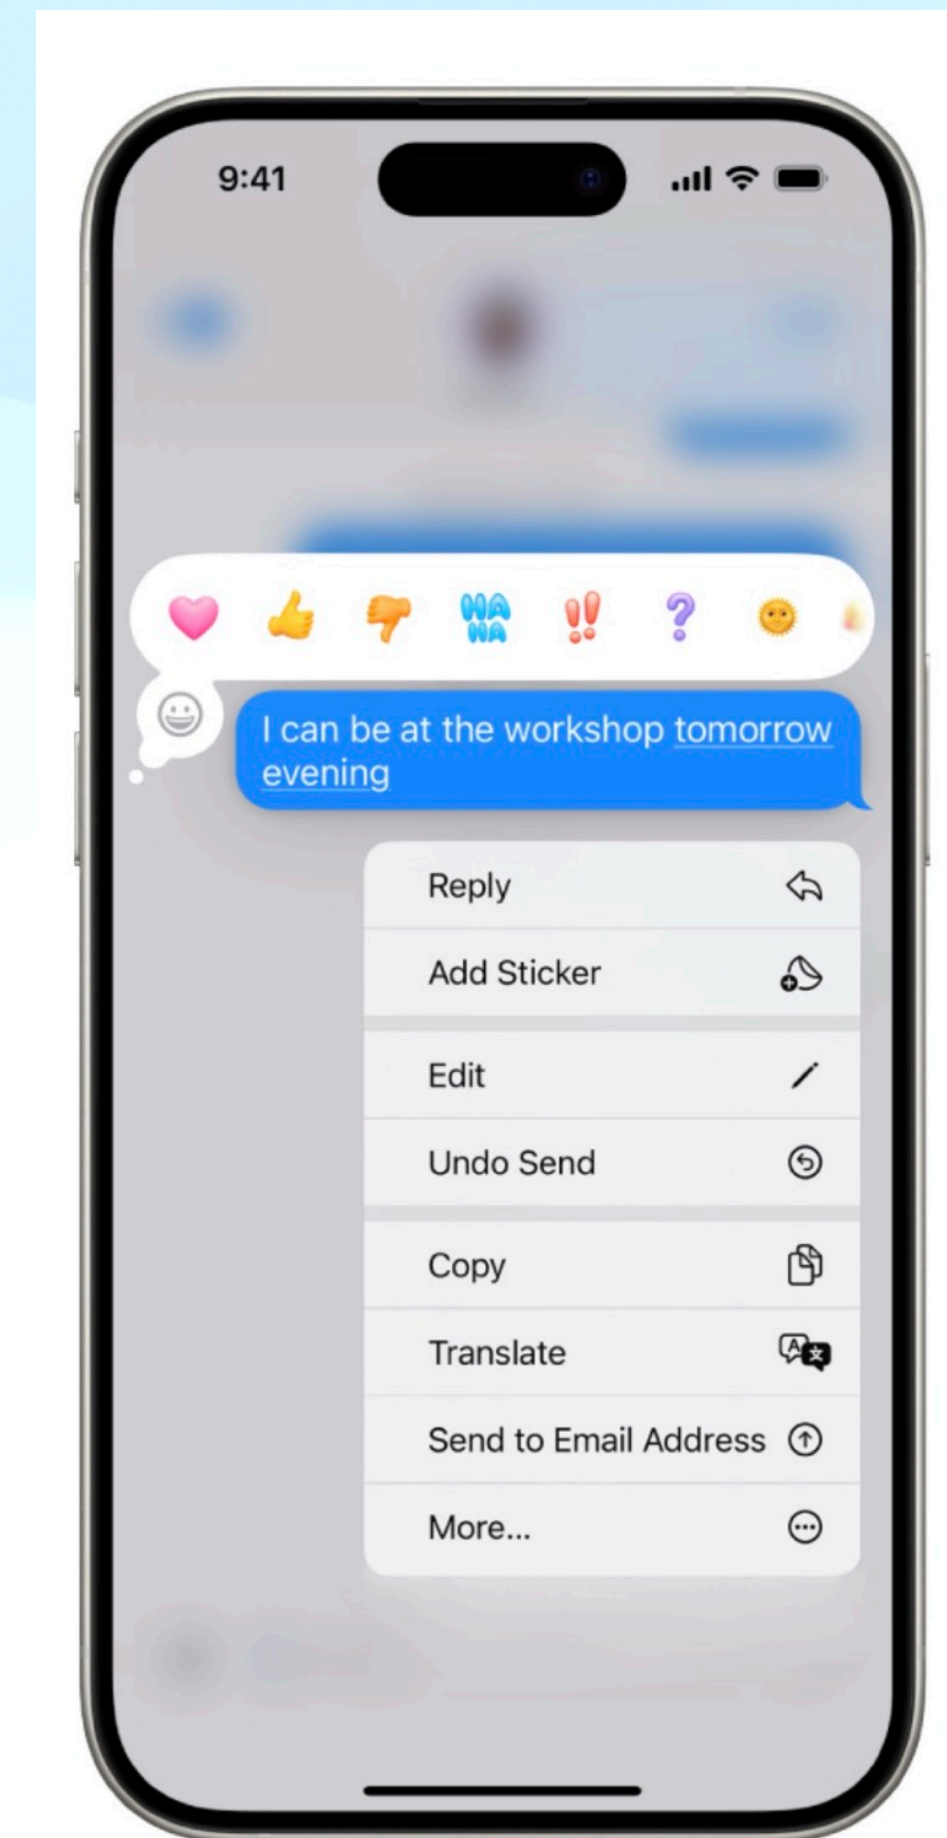 9:41
HA
HA
I can be at the workshop tomorrow
evening
Reply
Add Sticker
Edit
Undo Send
Copy
Translate
Send to Email Address
More...